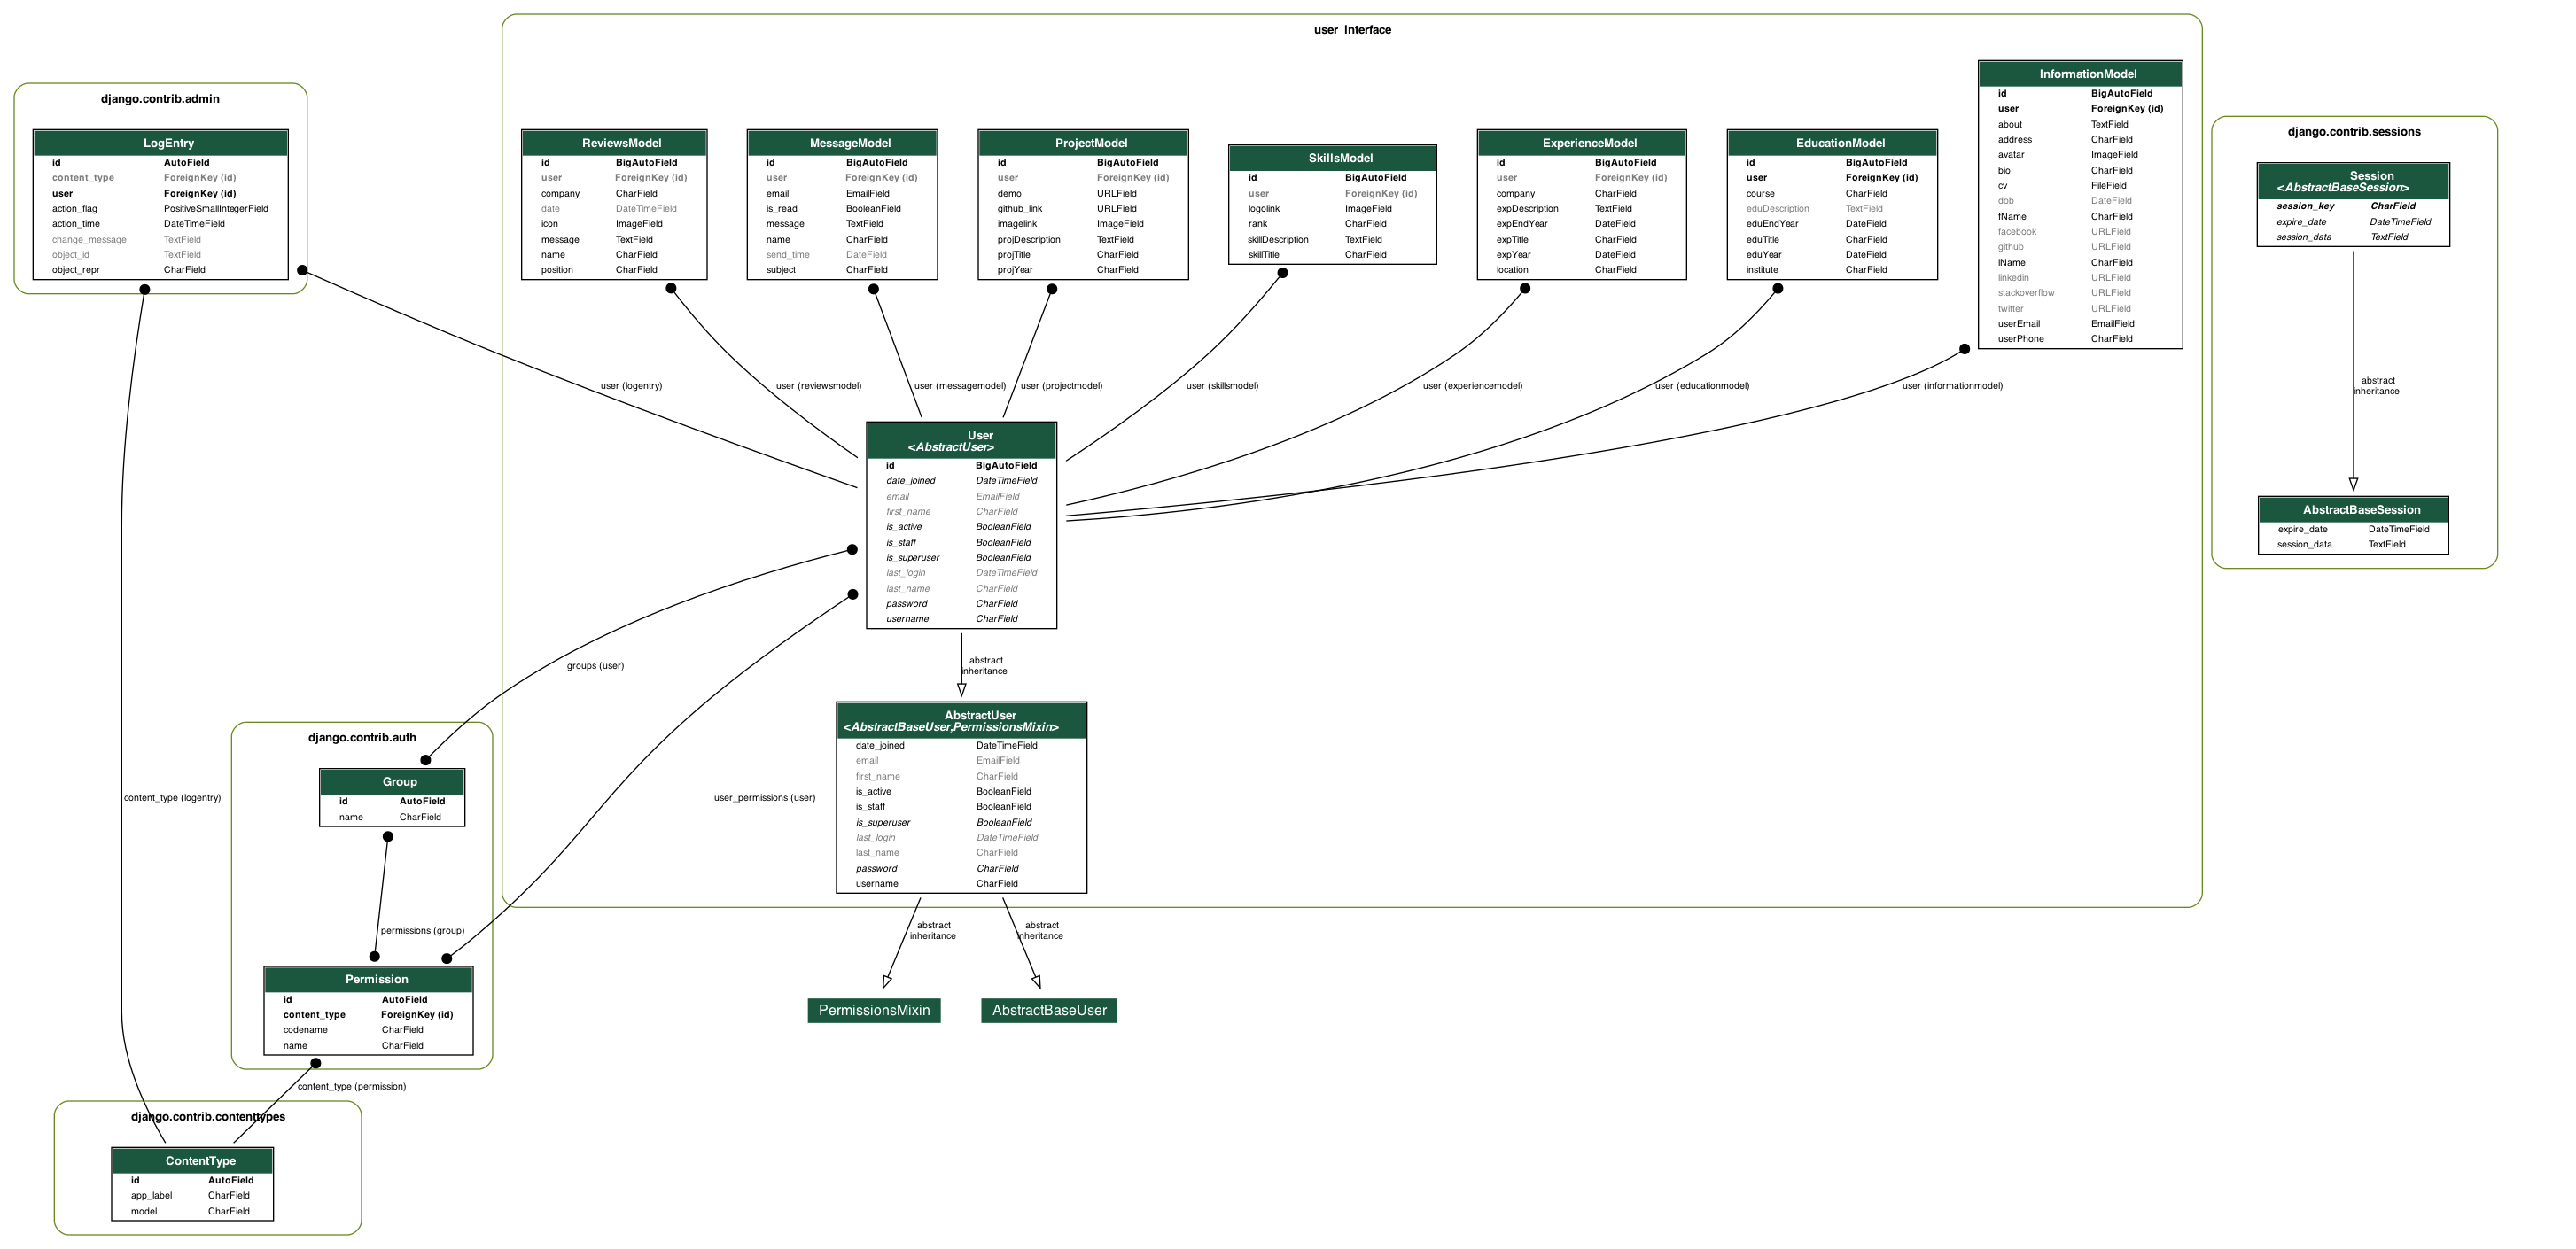 user_interface
django.contrib.admin
LogEntry
id AutoField
content_type ForeignKey (id)
user ForeignKey (id)
action_flag PositiveSmallIntegerField
action_time DateTimeField
change_message TextField
object_id TextField
object_repr CharField
ReviewsModel
id BigAutoField
user ForeignKey (id)
company CharField
date DateTimeField
icon ImageField
message TextField
name CharField
position CharField
MessageModel
id BigAutoField
user ForeignKey (id)
email EmailField
is_read BooleanField
message TextField
name CharField
send_time DateField
subject CharField
ProjectModel
id BigAutoField
user ForeignKey (id)
demo URLField
github_link URLField
imagelink ImageField
projDescription TextField
projTitle CharField
projYear CharField
SkillsModel
id BigAutoField
user ForeignKey (id)
logolink ImageField
rank CharField
skillDescription TextField
skillTitle CharField
ExperienceModel
id BigAutoField
user ForeignKey (id)
company CharField
expDescription TextField
expEndYear DateField
expTitle CharField
expYear DateField
location CharField
EducationModel
id BigAutoField
user ForeignKey (id)
course CharField
eduDescription TextField
eduEndYear DateField
eduTitle CharField
eduYear DateField
institute CharField
InformationModel
id BigAutoField
user ForeignKey (id)
about TextField
address CharField
avatar ImageField
bio CharField
cv FileField
dob DateField
fName CharField
facebook URLField
github URLField
lName CharField
linkedin URLField
stackoverflow URLField
twitter URLField
userEmail EmailField
userPhone CharField
django.contrib.sessions
Session
<AbstractBaseSession>
session_key CharField
expire_date DateTimeField
session_data TextField
user (logentry)
user (reviewsmodel)
user (messagemodel)
user (projectmodel)
user (skillsmodel)
user (experiencemodel)
user (educationmodel)
user (informationmodel)
abstract
inheritance
User
<AbstractUser>
id BigAutoField
date_joined DateTimeField
email EmailField
first_name CharField
is_active BooleanField
is_staff BooleanField
is_superuser BooleanField
last_login DateTimeField
last_name CharField
password CharField
username CharField
AbstractBaseSession
expire_date DateTimeField
session_data TextField
groups (user)
abstract
inheritance
AbstractUser
<AbstractBaseUser,PermissionsMixin>
date_joined DateTimeField
email EmailField
first_name CharField
is_active BooleanField
is_staff BooleanField
is_superuser BooleanField
last_login DateTimeField
last_name CharField
password CharField
username CharField
django.contrib.auth
Group
id AutoField
name CharField
content_type (logentry)
user_permissions (user)
permissions (group)
abstract
inheritance
abstract
inheritance
Permission
id AutoField
content_type ForeignKey (id)
codename CharField
name CharField
PermissionsMixin
AbstractBaseUser
content_type (permission)
django.contrib.contenttypes
ContentType
id AutoField
app_label CharField
model CharField